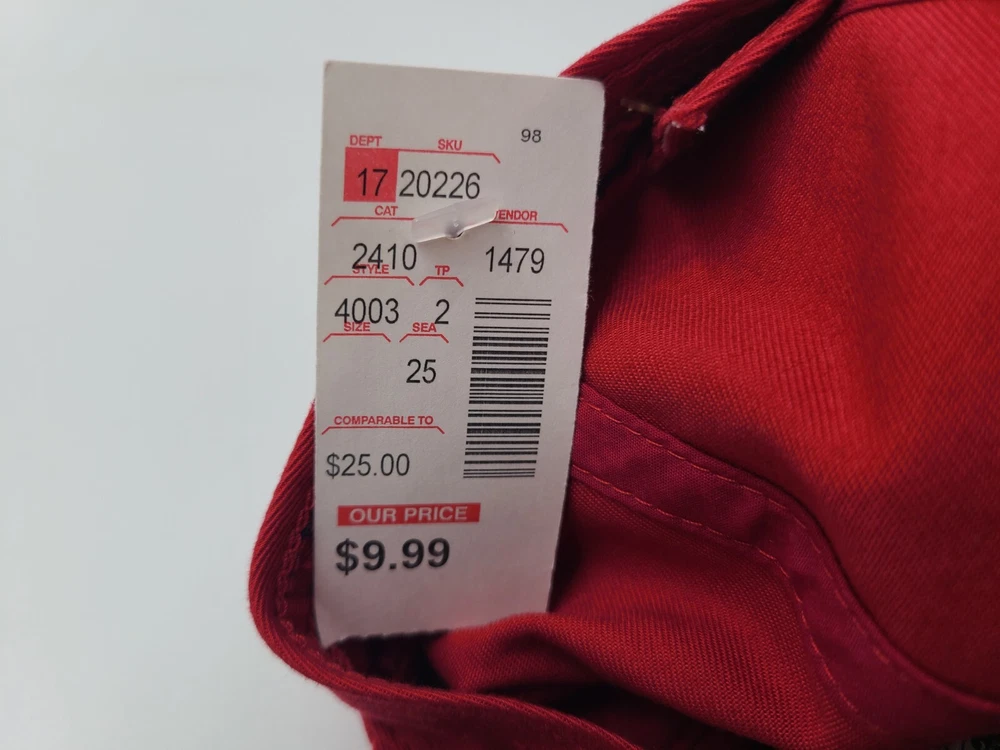 98
DEPT SKU
17 20226
CAT ENDOR
2410 1479
STYLE TP
4003 2
SIZE SEA
25
COMPARABLE TO
$25.00
OUR PRICE
$9.99